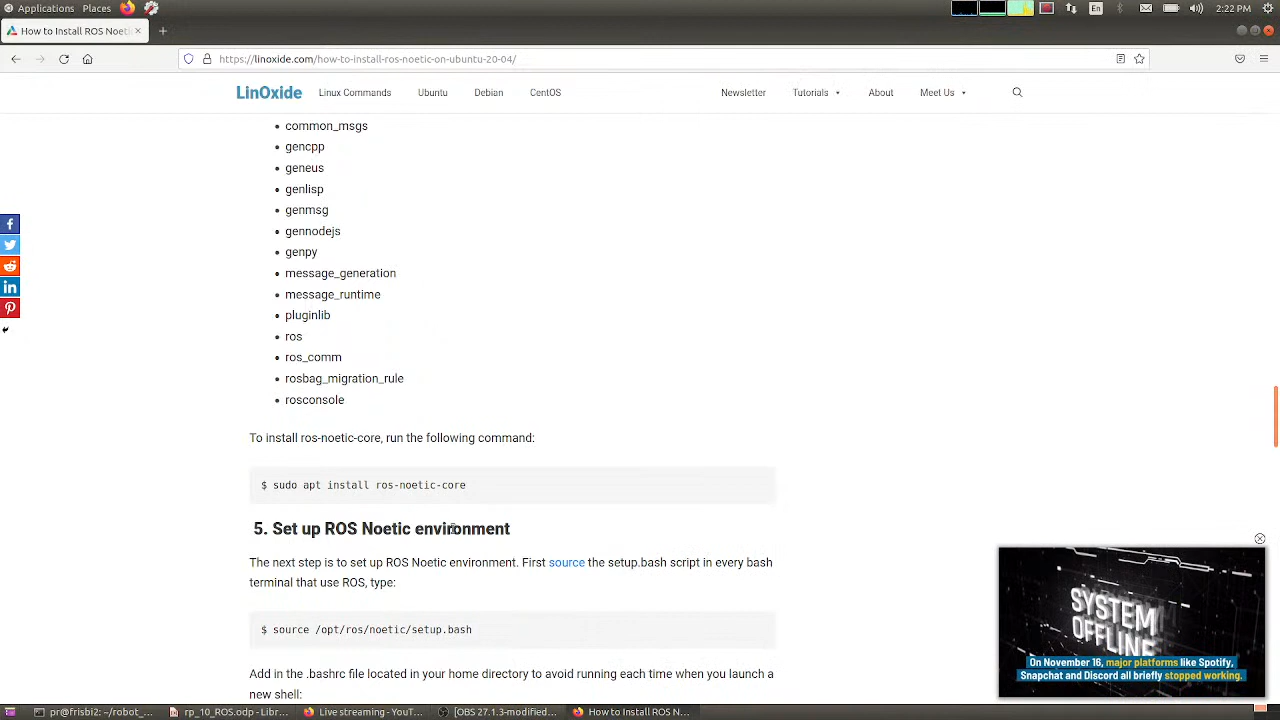 Applications Places En 2:22 PM
How to Install ROS Noeti
https://linoxide.com/how-to-install-ros-noetic-on-ubuntu-20-04/
LinOxide Linux Commands Ubuntu Debian CentOS Newsletter Tutorials About Meet Us
common_msgs
gencpp
geneus
genlisp
genmsg
gennodejs
genpy
message_generation
message_runtime
pluginlib
ros
ros_comm
rosbag_migration_rule
rosconsole
To install ros-noetic-core, run the following command:
$ sudo apt install ros-noetic-core
5. Set up ROS Noetic environment
The next step is to set up ROS Noetic Environment. First source the setup.bash script in every bash
terminal that use ROS, type:
$ source /opt/ros/noetic/setup.bash
Add in the .bashrc file located in your home directory to avoid running each time when you launch a
new shell:
SYSTEM
OFFLINE
On November 16, major platforms like Spotify,
Snapchat and Discord all briefly stopped working.
pr@frisbi2: ~/robot_... rp_10_ROS.odp - Libr... Live streaming - YouT... [OBS 27.1.3-modified... How to Install ROS N...